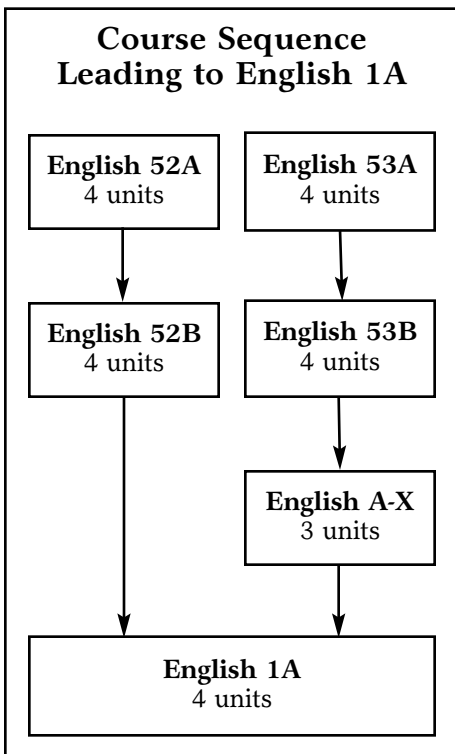 Course Sequence
Leading to English 1A
English 52A
4 units
English 53A
4 units
English 52B
4 units
English 53B
4 units
English A-X
3 units
English 1A
4 units